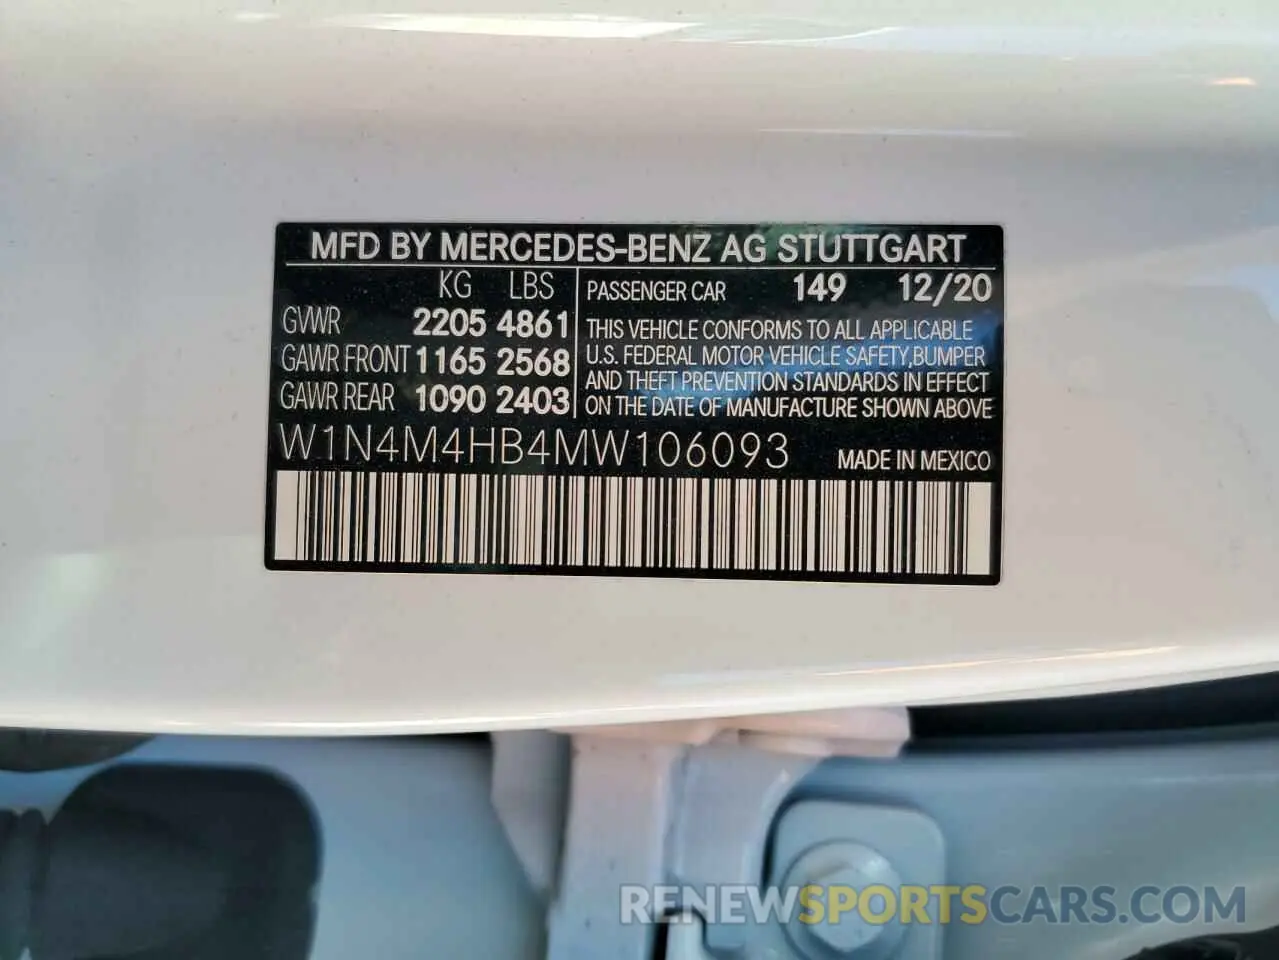 MFD BY MERCEDES-BENZ AG STUTTGART
KG LBS
GVWR 2205 4861
GAWR FRONT 1165 2568
GAWR REAR 1090 2403
PASSENGER CAR 149 12/20
THIS VEHICLE CONFORMS TO ALL APPLICABLE
U.S. FEDERAL MOTOR VEHICLE SAFETY,BUMPER
AND THEFT PREVENTION STANDARDS IN EFFECT
ON THE DATE OF MANUFACTURE SHOWN ABOVE
W1N4M4HB4MW106093 MADE IN MEXICO
RENEWSPORTSCARS.COM